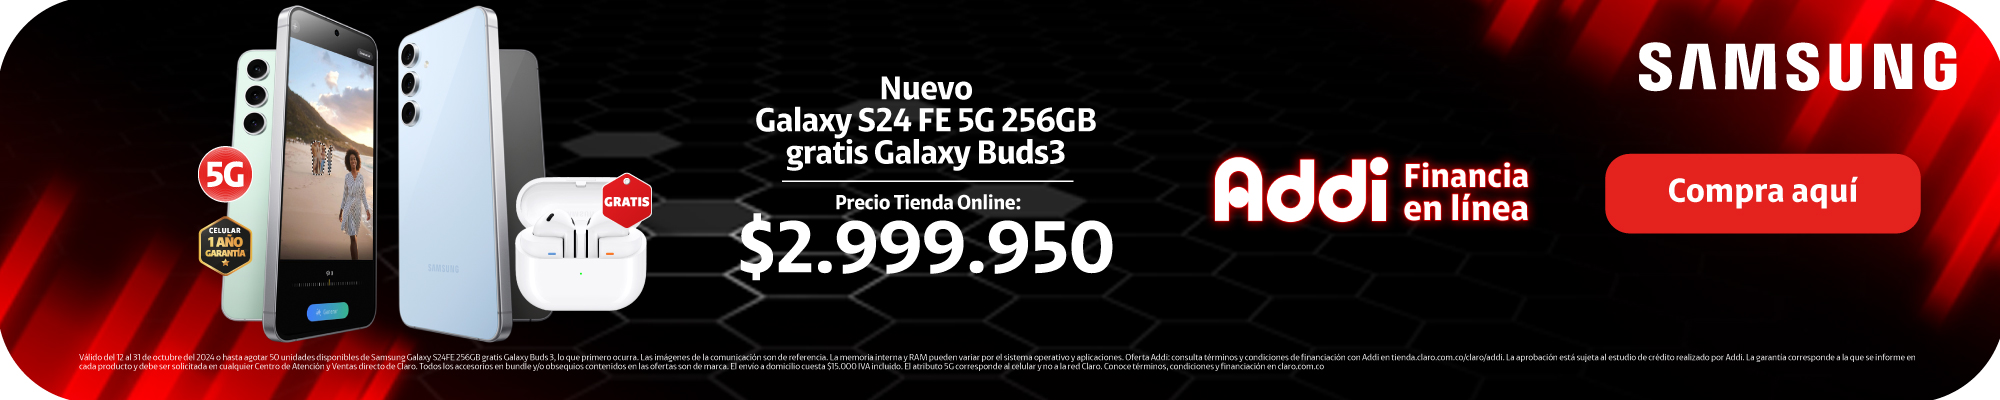 SAMSUNG
Nuevo
Galaxy S24 FE 5G 256GB
gratis Galaxy Buds3
Precio Tienda Online:
$2.999.950
5G
CELULAR
1 AÑO
GARANTÍA
SAMSUNG
GRATIS
Addi Financia
en línea
Compra aquí
Válido del 12 al 31 de octubre del 2024 o hasta agotar 50 unidades disponibles de Samsung Galaxy S24FE 256GB gratis Galaxy Buds 3, lo que primero ocurra. Las imágenes de la comunicación son de referencia. La memoria interna y RAM pueden variar por el sistema operativo y aplicaciones. Oferta Addi: consulta términos y condiciones de financiación con Addi en tienda.claro.com.co/claro/addi. La aprobación está sujeta al estudio de crédito realizado por Addi. La garantía corresponde a la que se informe en
cada producto y debe ser solicitada en cualquier Centro de Atención y Ventas directo de Claro. Todos los accesorios en bundle y/o obsequios contenidos en las ofertas son de marca. El envío a domicilio cuesta $15.000 IVA incluido. El atributo 5G corresponde al celular y no a la red Claro. Conoce términos, condiciones y financiación en claro.com.co